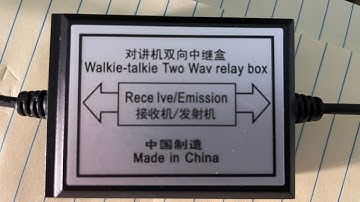 对讲机双向中继盒
Walkie-talkie Two Wav relay box
Rece lve/Emission
接收机/发射机
中国制造
Made in China